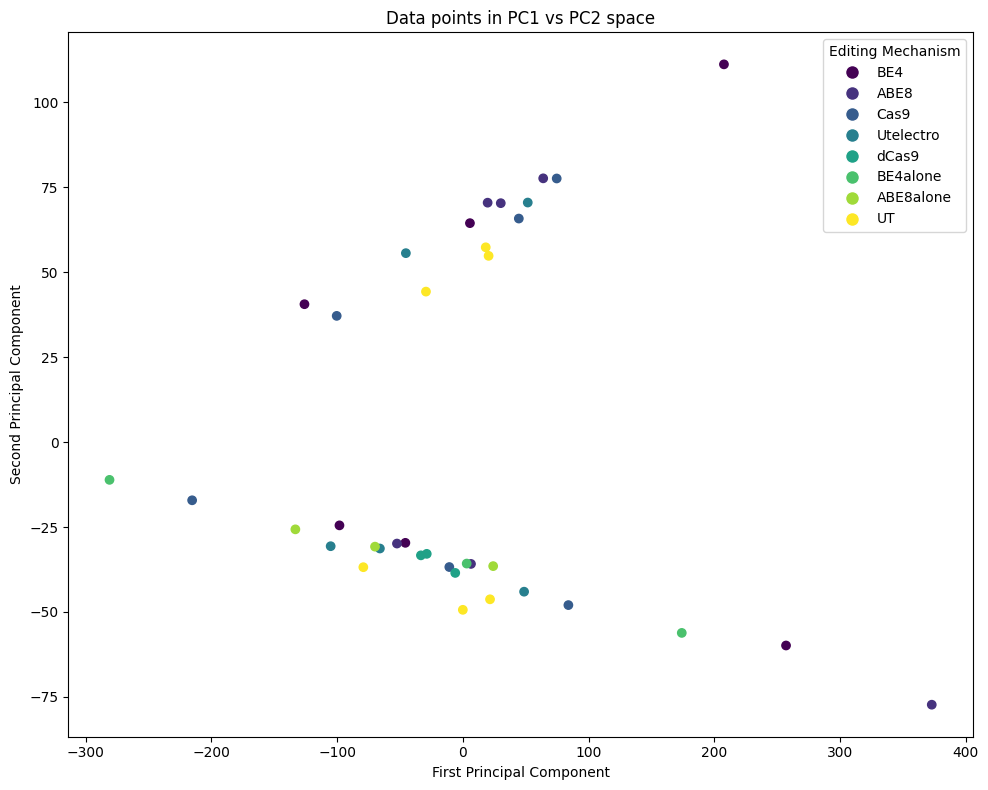 Data points in PC1 vs PC2 space
Editing Mechanism
BE4
ABE8
Cas9
Utelectro
dCas9
BE4alone
ABE8alone
UT
100
75
50
25
0
−25
−50
−75
Second Principal Component
−300
−200
−100
0
100
200
300
400
First Principal Component